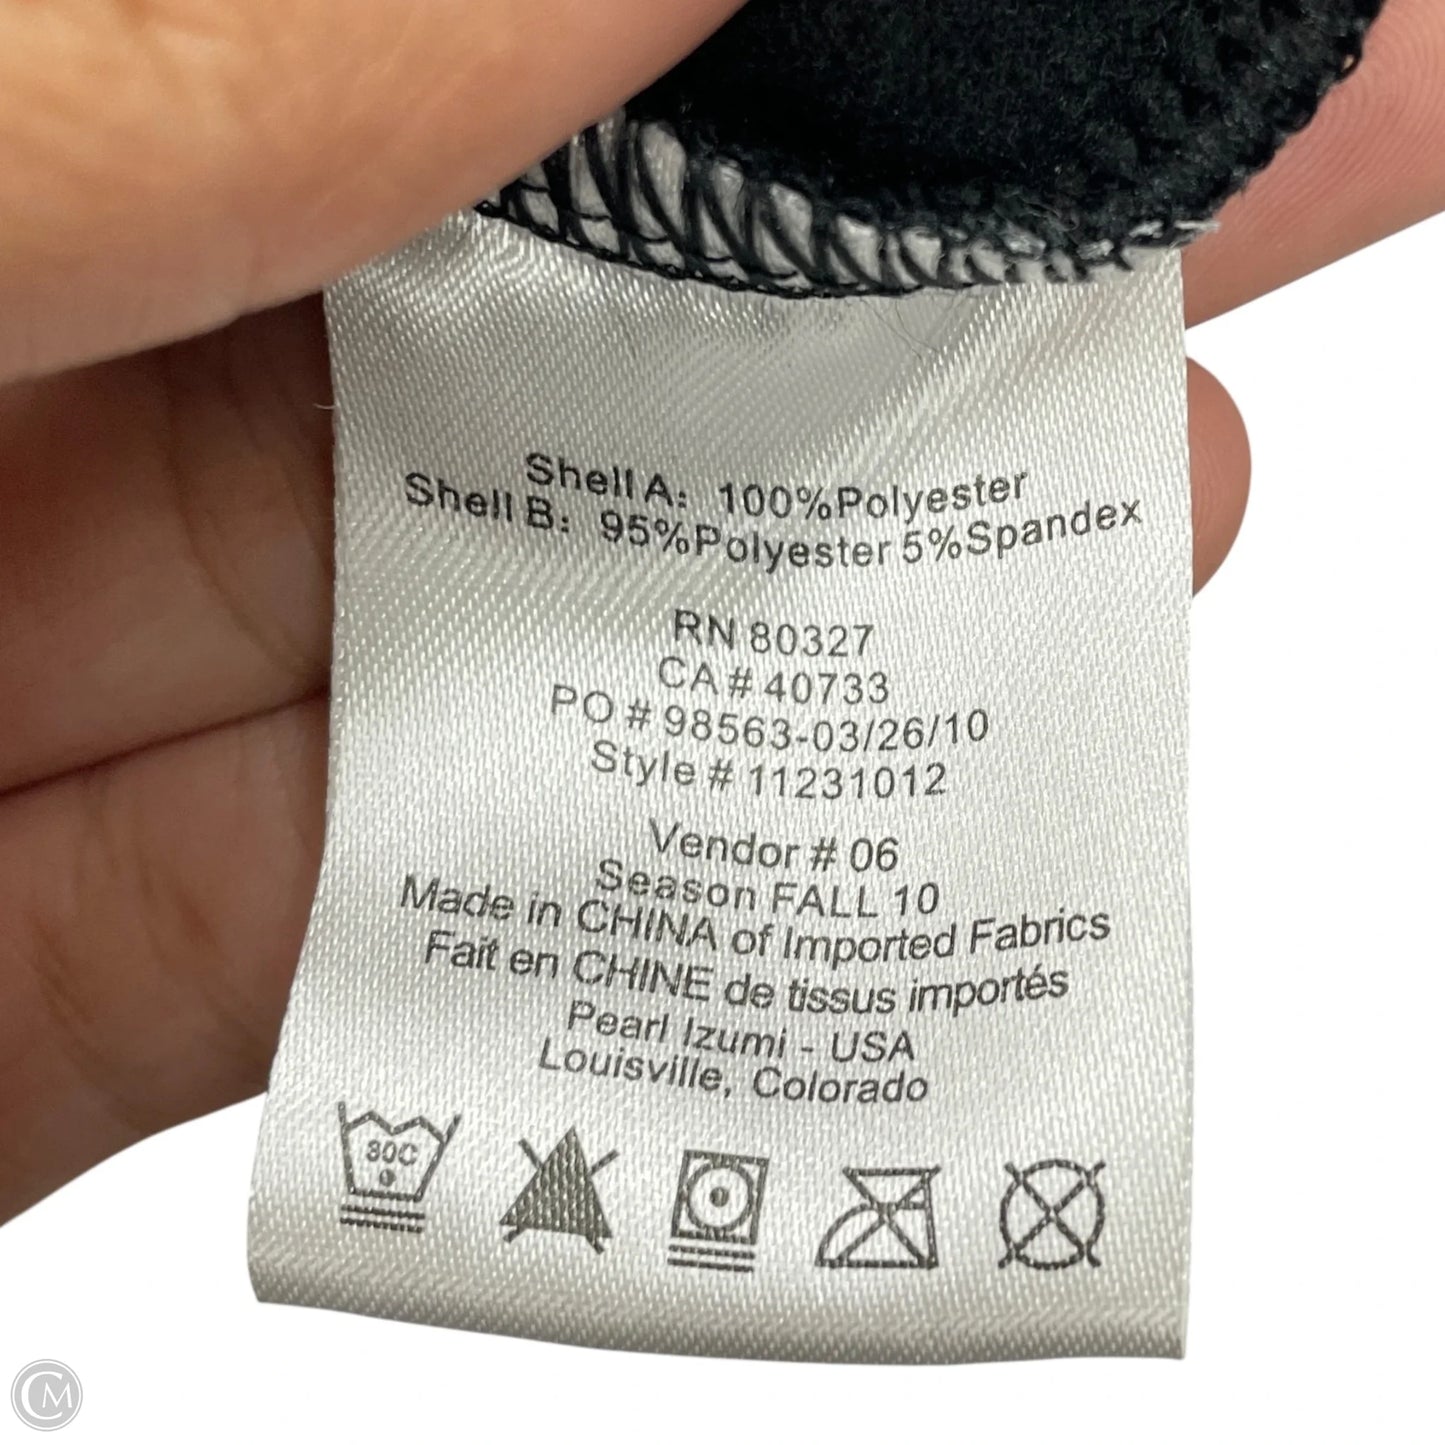 Shell A: 100%Polyester
Shell B: 95%Polyester 5%Spandex
RN 80327
CA # 40733
PO # 98563-03/26/10
Style # 11231012
Vendor # 06
Season FALL 10
Made in CHINA of Imported Fabrics
Fait en CHINE de tissus importés
Pearl Izumi - USA
Louisville, Colorado
30C
CM